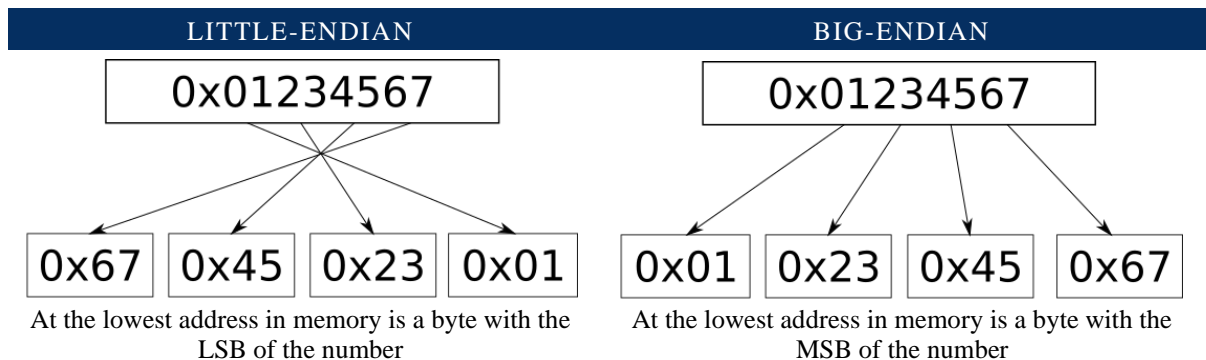 LITTLE-ENDIAN
0x01234567
0x67 0x45 0x23 0x01
At the lowest address in memory is a byte with the
LSB of the number
BIG-ENDIAN
0x01234567
0x01 0x23 0x45 0x67
At the lowest address in memory is a byte with the
MSB of the number